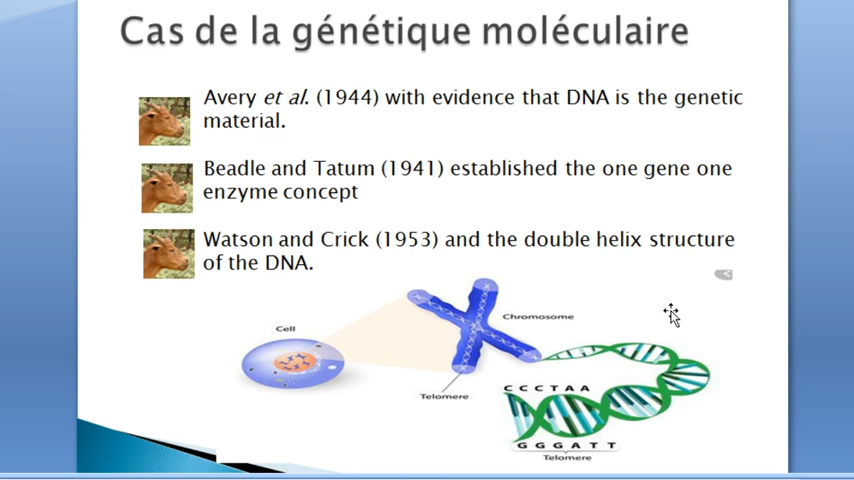 Cas de la génétique moléculaire
Avery et al. (1944) with evidence that DNA is the genetic
material.
Beadle and Tatum (1941) established the one gene one
enzyme concept
Watson and Crick (1953) and the double helix structure
of the DNA.
Chromosome
Cell
Telomere
CCCTAA
GGGATT
Telomere